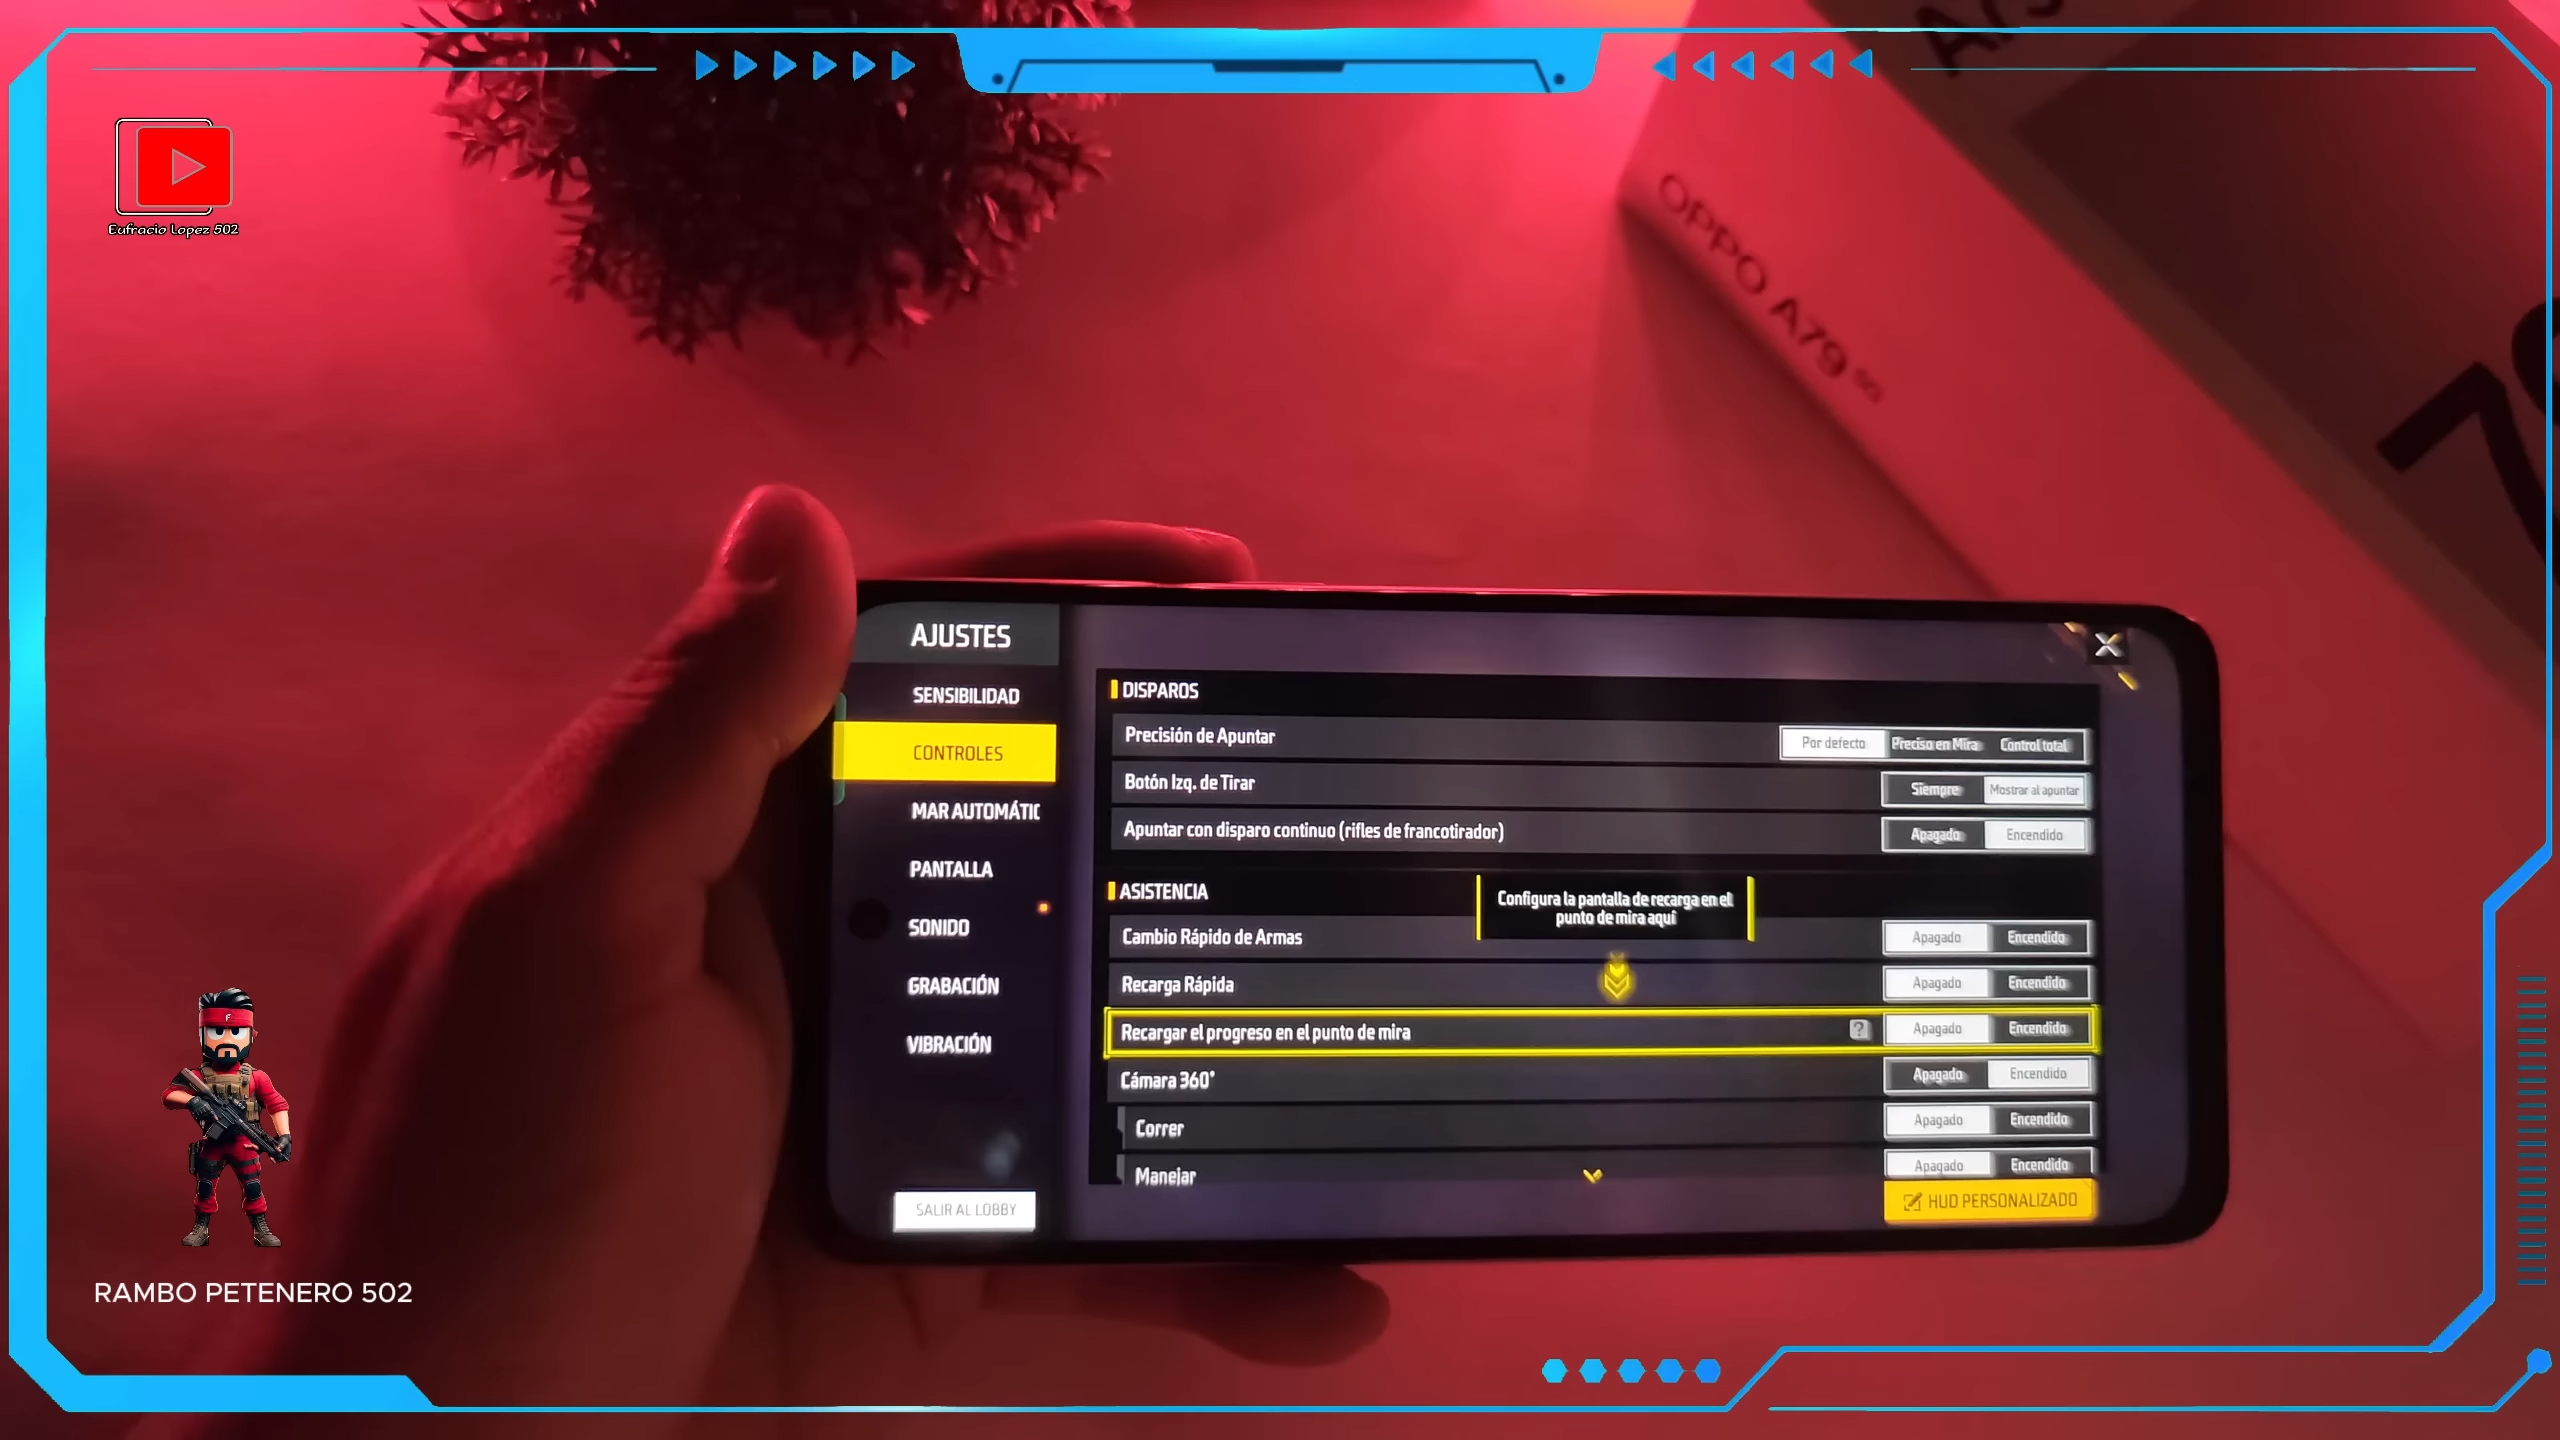 Eufracio Lopez 502
OPPO A79 5G
AJUSTES
SENSIBILIDAD
CONTROLES
MAR AUTOMÁTIC
PANTALLA
SONIDO
GRABACIÓN
VIBRACIÓN
SALIR AL LOBBY
DISPAROS
Precisión de Apuntar
Por defecto Preciso en Mira Control total
Botón Izq. de Tirar
Siempre Mostrar al apuntar
Apuntar con disparo continuo (rifles de francotirador)
Apagado Encendido
ASISTENCIA
Configura la pantalla de recarga en el
punto de mira aquí
Cambio Rápido de Armas
Apagado Encendido
Recarga Rápida
Apagado Encendido
Recargar el progreso en el punto de mira
? Apagado Encendido
Cámara 360°
Apagado Encendido
Correr
Apagado Encendido
Manejar
Apagado Encendido
HUD PERSONALIZADO
RAMBO PETENERO 502